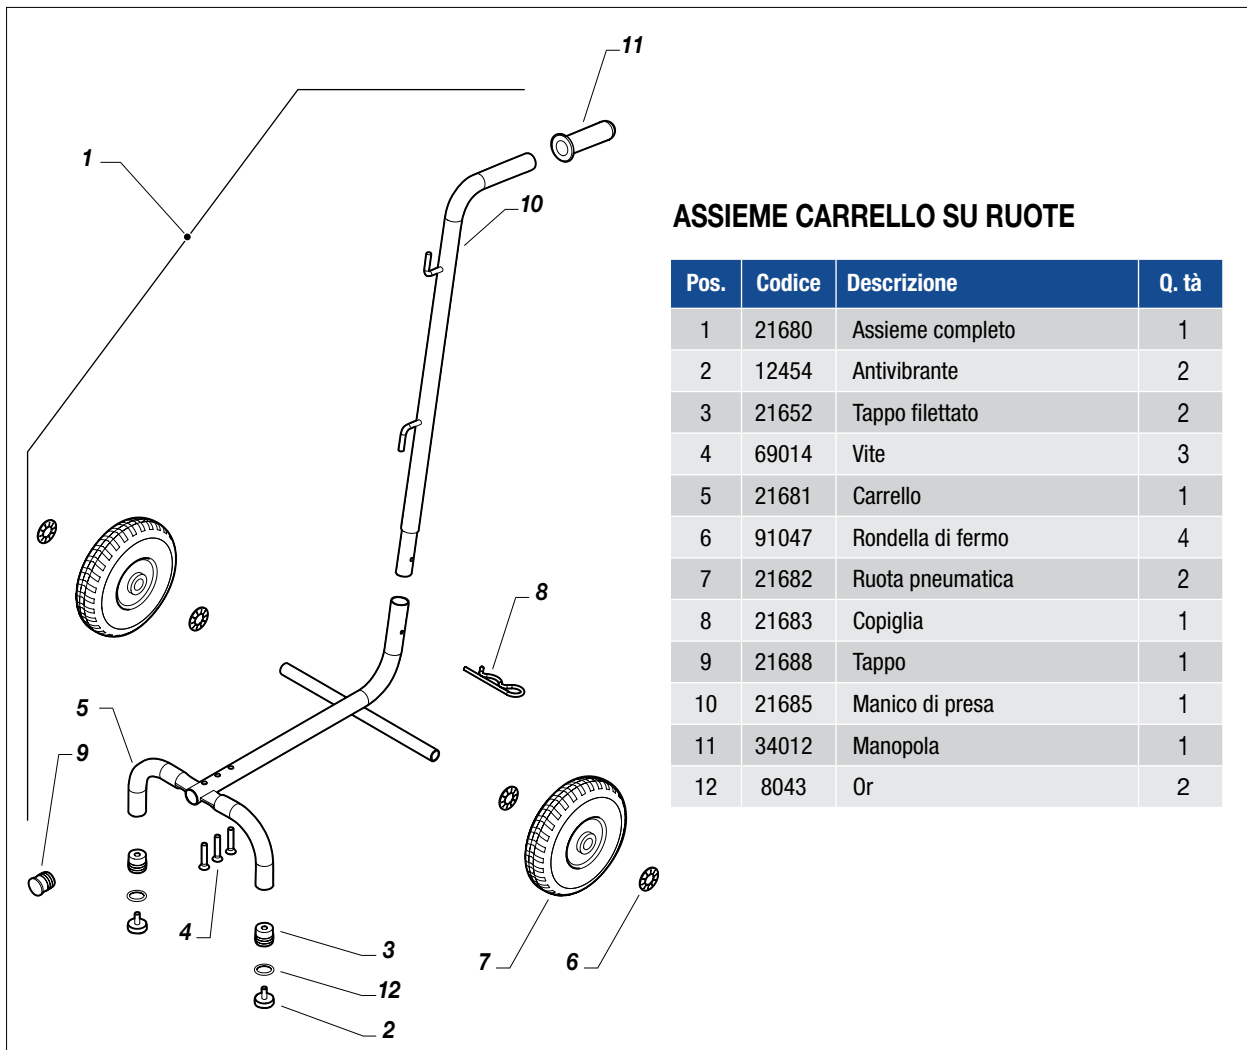 11
1
10
8
5
9
4
3
12
2
7
6
ASSIEME CARRELLO SU RUOTE
Pos. Codice Descrizione Q. tà
1 21680 Assieme completo 1
2 12454 Antivibrante 2
3 21652 Tappo filettato 2
4 69014 Vite 3
5 21681 Carrello 1
6 91047 Rondella di fermo 4
7 21682 Ruota pneumatica 2
8 21683 Copiglia 1
9 21688 Tappo 1
10 21685 Manico di presa 1
11 34012 Manopola 1
12 8043 Or 2